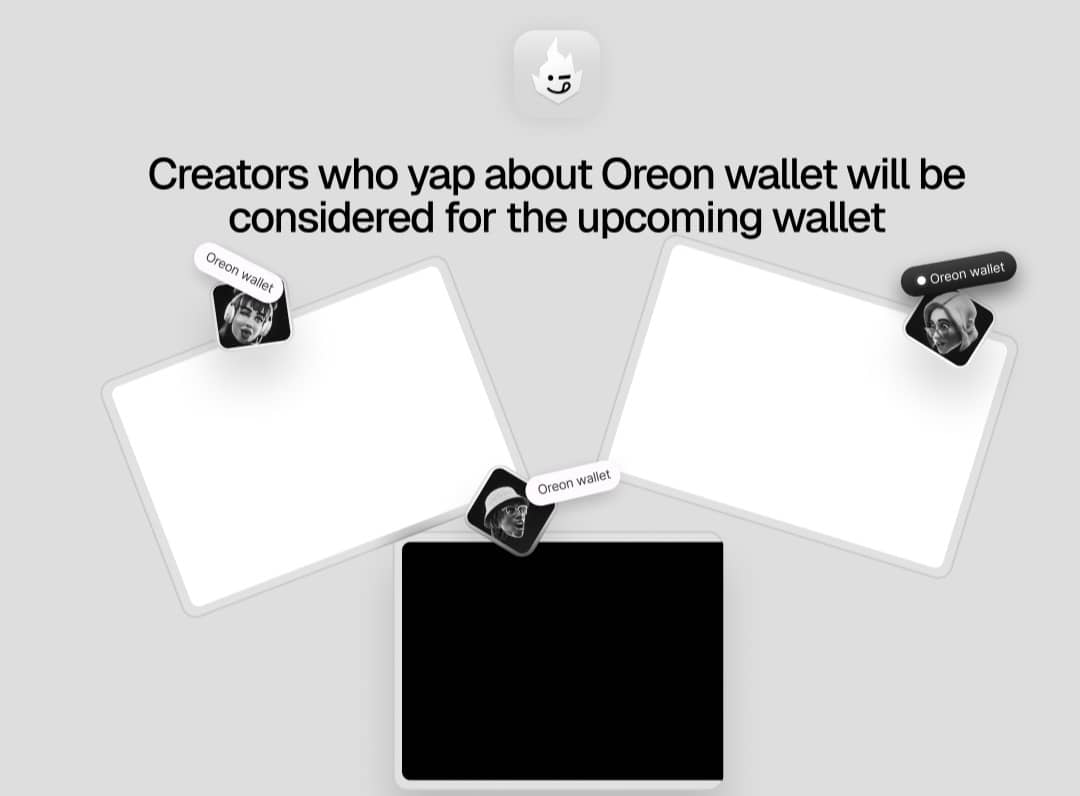 Creators who yap about Oreon wallet will be
considered for the upcoming wallet
Oreon wallet
Oreon wallet
Oreon wallet